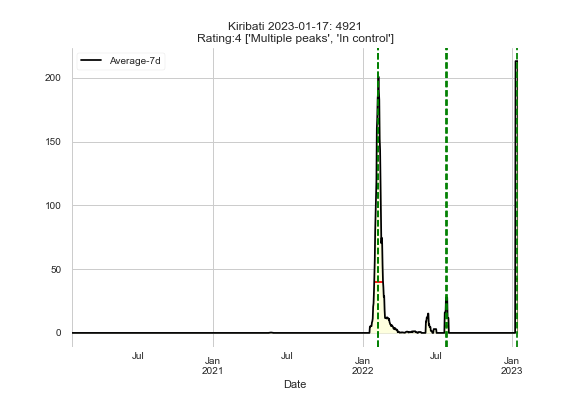 Kiribati 2023-01-17: 4921
Rating:4 ['Multiple peaks', 'In control']
Average-7d
200
150
100
50
0
Jul
Jan
2021
Jul
Jan
2022
Jul
Jan
2023
Date